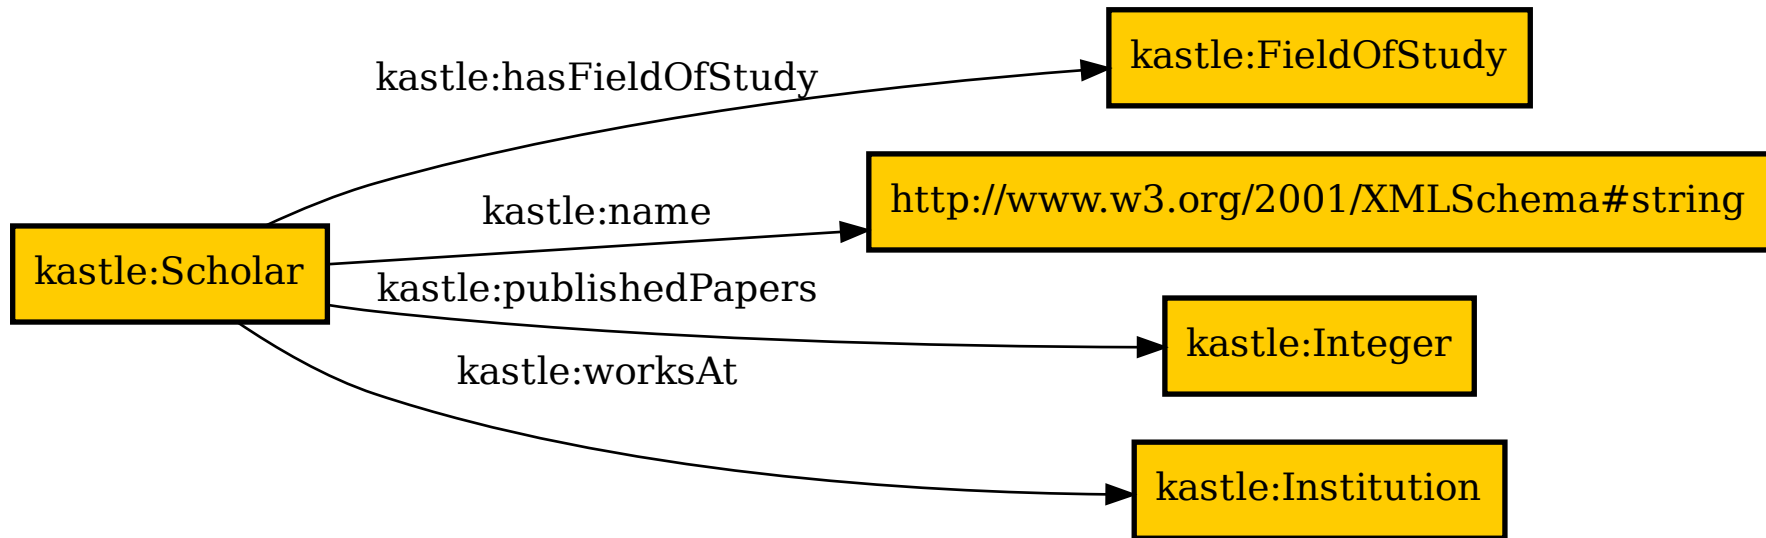 kastle:FieldOfStudy
kastle:hasFieldOfStudy
http://www.w3.org/2001/XMLSchema#string
kastle:name
kastle:Scholar
kastle:publishedPapers
kastle:Integer
kastle:worksAt
kastle:Institution